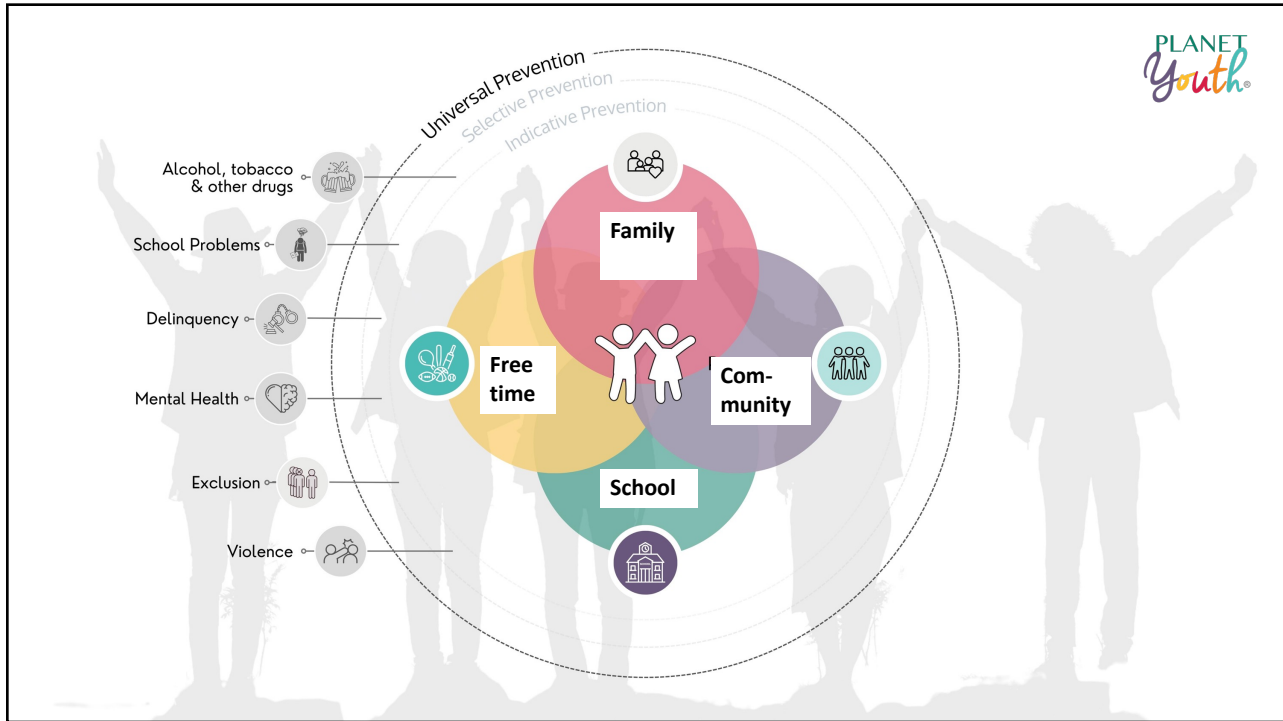 PLANET
Youth®
Universal Prevention
Selective Prevention
Indicative Prevention
Alcohol, tobacco
& other drugs
School Problems
Delinquency
Mental Health
Exclusion
Violence
Family
Free
time
Com-
munity
School